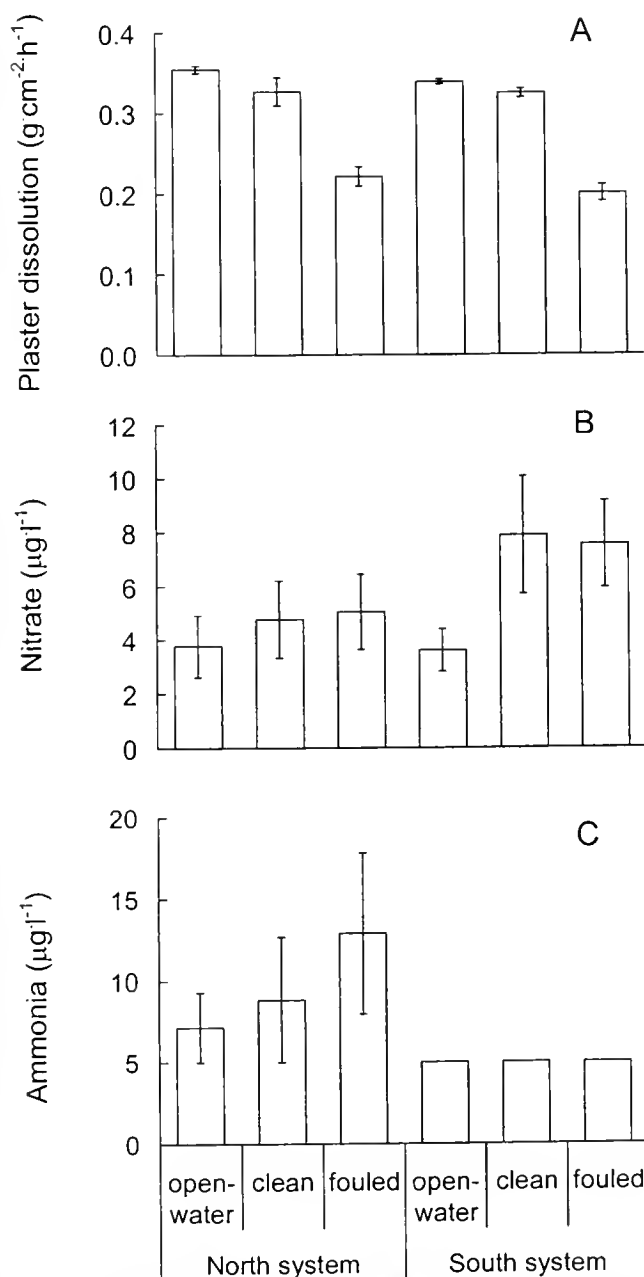 A
Plaster dissolution (g·cm⁻²·h⁻¹)
0.4
0.3
0.2
0.1
0.0
B
Nitrate (µg·l⁻¹)
12
10
8
6
4
2
0
C
Ammonia (µg·l⁻¹)
20
15
10
5
0
open-water clean fouled open-water clean fouled
North system South system